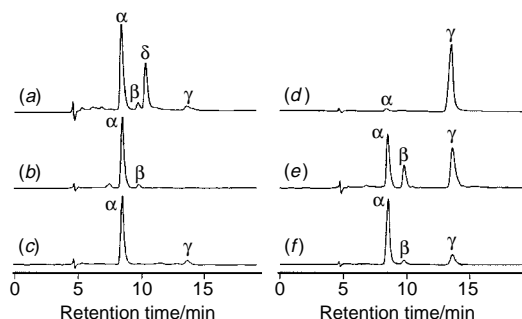 α
δ
β
γ
(a)
α
β
(b)
α
γ
(c)
0 5 10 15
Retention time/min
γ
α
(d)
α
β
γ
(e)
α
β
γ
(f)
0 5 10 15
Retention time/min